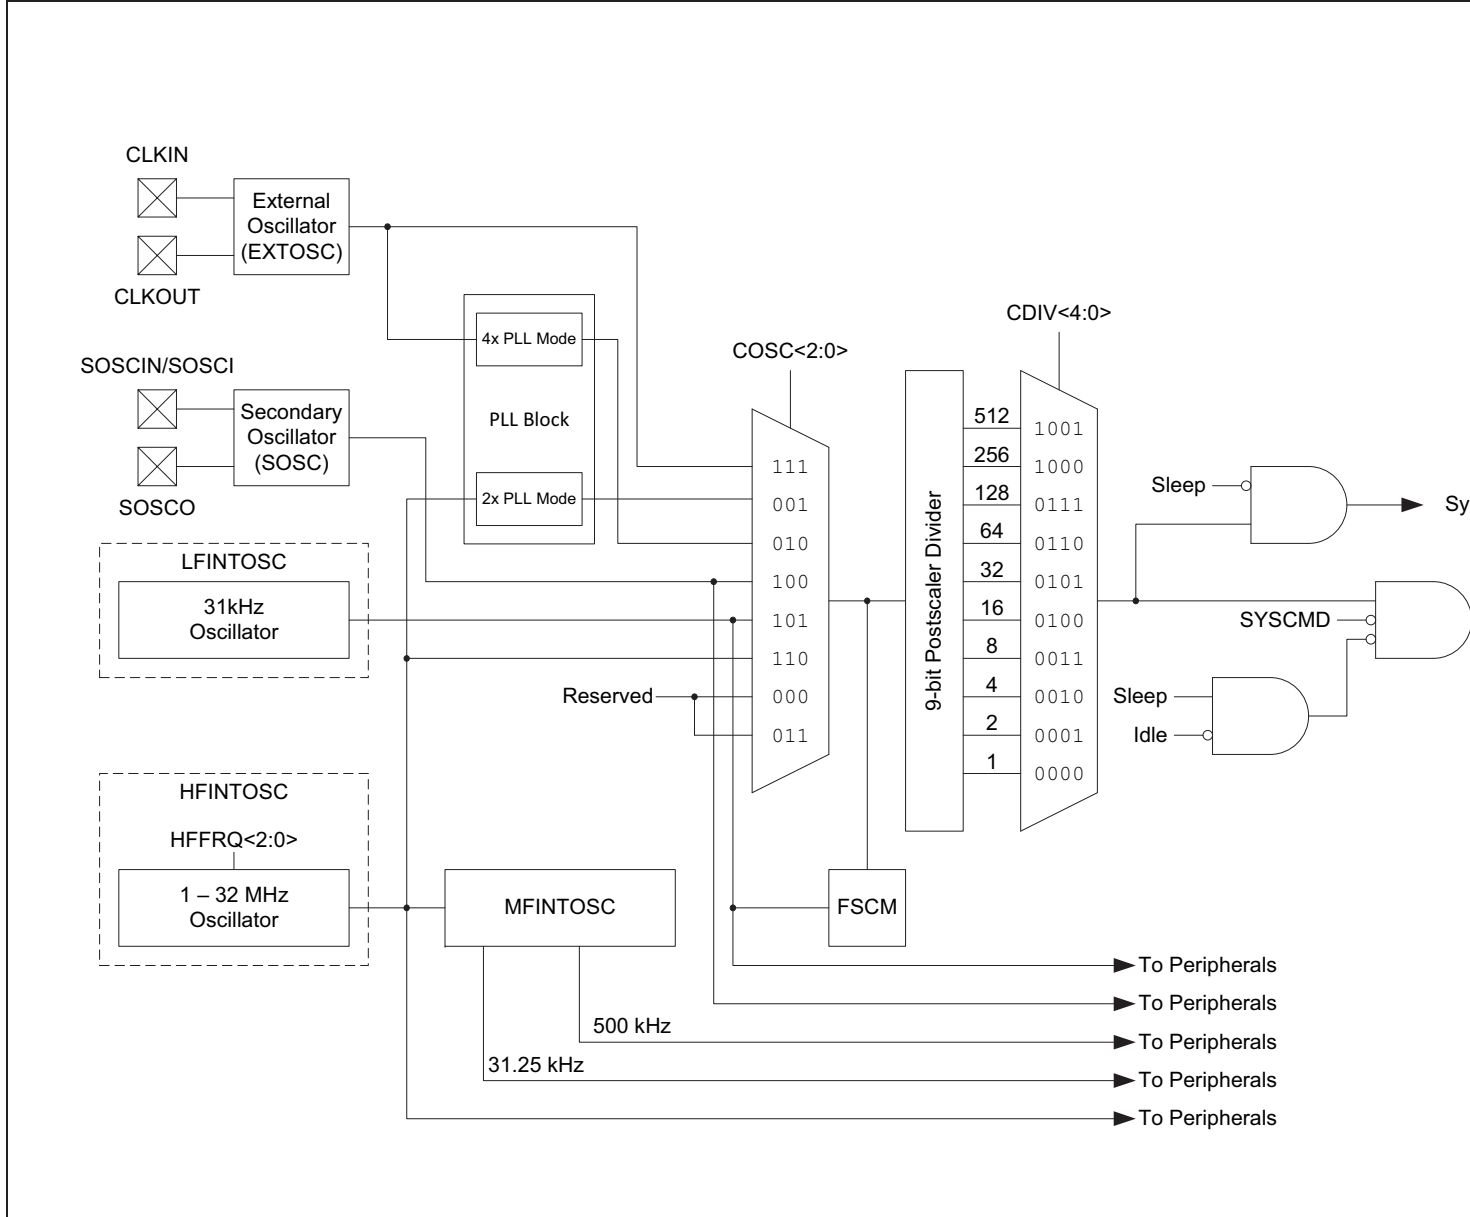 CLKIN
External
Oscillator
(EXTOSC)
CLKOUT
SOSCIN/SOSCI
Secondary
Oscillator
(SOSC)
SOSCO
4x PLL Mode
PLL Block
2x PLL Mode
LFINTOSC
31kHz
Oscillator
Reserved
HFINTOSC
HFFRQ<2:0>
1 – 32 MHz
Oscillator
MFINTOSC
COSC<2:0>
111
001
010
100
101
110
000
011
9-bit Postscaler Divider
CDIV<4:0>
512 1001
256 1000
128 0111
64 0110
32 0101
16 0100
8 0011
4 0010
2 0001
1 0000
Sleep
Sy
SYSCMD
Sleep
Idle
FSCM
To Peripherals
To Peripherals
500 kHz
To Peripherals
31.25 kHz
To Peripherals
To Peripherals